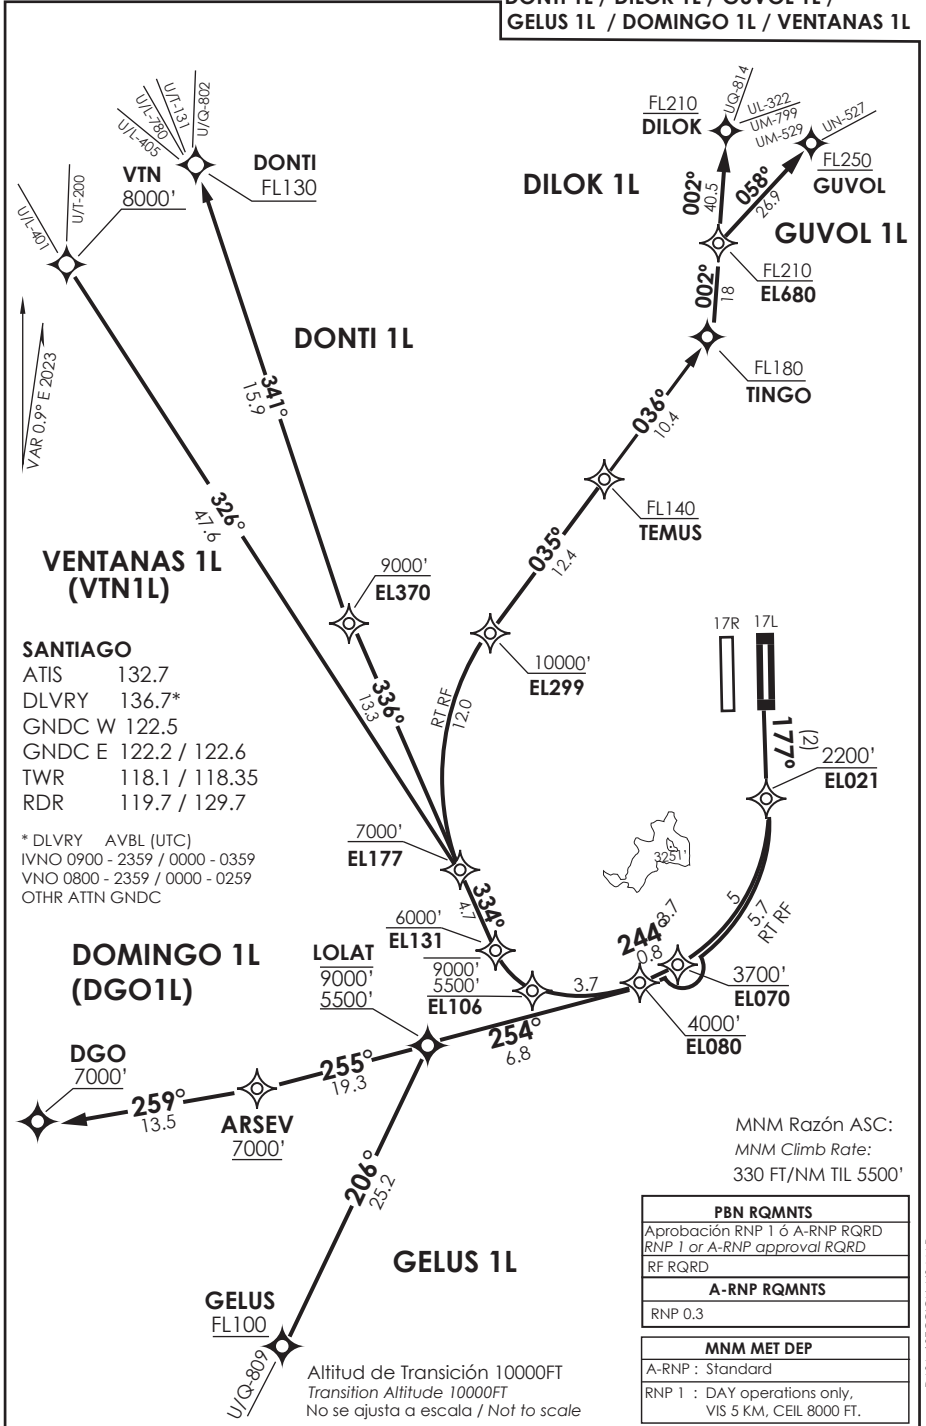 DONTI 1L / DILOK 1L / GUVOL 1L /
GELUS 1L / DOMINGO 1L / VENTANAS 1L
U/L-405
U/L-780
U/T-131
U/Q-802
DONTI
FL130
VTN
8000'
U/L-401
U/T-200
FL210
DILOK
UQ-814
UL-322
UM-799
UM-529
UN-527
FL250
GUVOL
DILOK 1L
002°
40.5
058°
26.9
GUVOL 1L
FL210
EL680
002°
18
VAR 0.9° E 2023
DONTI 1L
341°
15.9
FL180
TINGO
036°
10.4
326°
47.6
FL140
TEMUS
VENTANAS 1L
(VTN1L)
035°
12.4
9000'
EL370
17R
17L
SANTIAGO
ATIS 132.7
DLVRY 136.7*
GNDC W 122.5
GNDC E 122.2 / 122.6
TWR 118.1 / 118.35
RDR 119.7 / 129.7
* DLVRY AVBL (UTC)
IVNO 0900 - 2359 / 0000 - 0359
VNO 0800 - 2359 / 0000 - 0259
OTHR ATTN GNDC
10000'
EL299
336°
13.3
RT RF
12.0
177°
(2)
2200'
EL021
7000'
EL177
3251'
334°
4.7
6000'
EL131
5
5.7
RT RF
3.7
244°
0.8
DOMINGO 1L
(DGO1L)
LOLAT
9000'
5500'
9000'
5500'
EL106
3.7
3700'
EL070
4000'
EL080
254°
6.8
DGO
7000'
255°
19.3
259°
13.5
ARSEV
7000'
206°
25.2
MNM Razón ASC:
MNM Climb Rate:
330 FT/NM TIL 5500'
GELUS 1L
GELUS
FL100
U/Q-809
PBN RQMNTS
Aprobación RNP 1 ó A-RNP RQRD
RNP 1 or A-RNP approval RQRD
RF RQRD
A-RNP RQMNTS
RNP 0.3
MNM MET DEP
A-RNP : Standard
RNP 1 : DAY operations only,
VIS 5 KM, CEIL 8000 FT.
Altitud de Transición 10000FT
Transition Altitude 10000FT
No se ajusta a escala / Not to scale